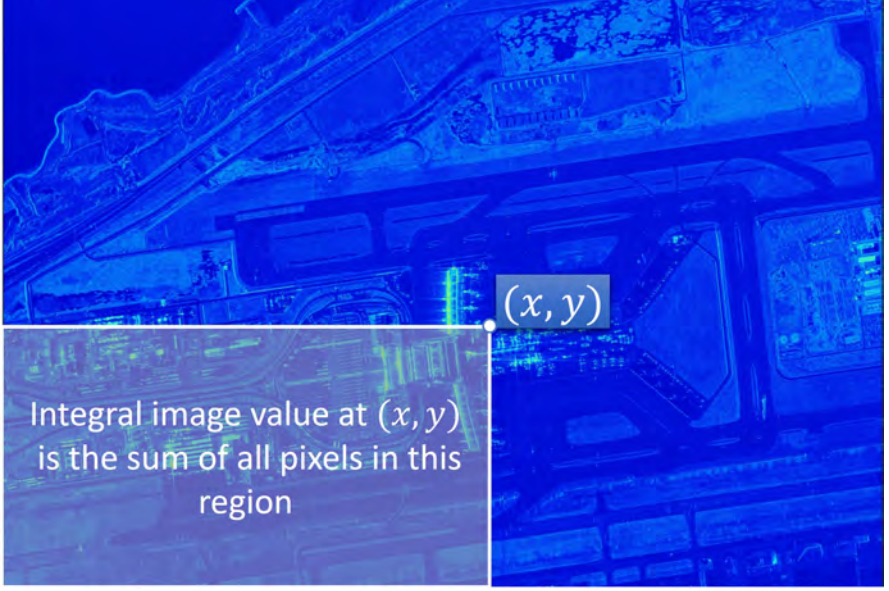 (x, y)
Integral image value at (x, y)
is the sum of all pixels in this
region